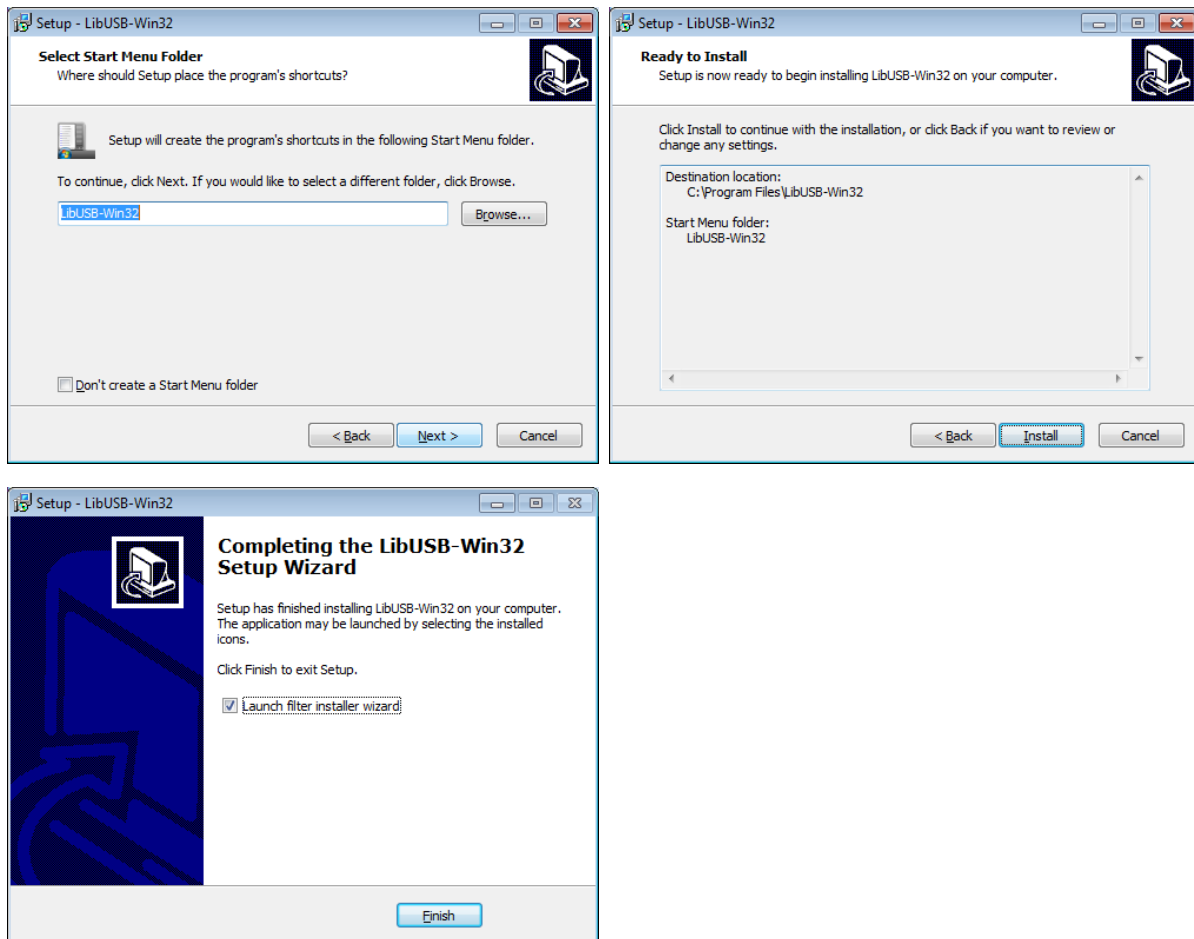 Setup - LibUSB-Win32
Select Start Menu Folder
Where should Setup place the program's shortcuts?
Setup will create the program's shortcuts in the following Start Menu folder.
To continue, click Next. If you would like to select a different folder, click Browse.
LibUSB-Win32
Browse...
Don't create a Start Menu folder
< Back
Next >
Cancel
Setup - LibUSB-Win32
Ready to Install
Setup is now ready to begin installing LibUSB-Win32 on your computer.
Click Install to continue with the installation, or click Back if you want to review or
change any settings.
Destination location:
C:\Program Files\LibUSB-Win32
Start Menu folder:
LibUSB-Win32
< Back
Install
Cancel
Setup - LibUSB-Win32
Completing the LibUSB-Win32
Setup Wizard
Setup has finished installing LibUSB-Win32 on your computer.
The application may be launched by selecting the installed
icons.
Click Finish to exit Setup.
Launch filter installer wizard
Finish